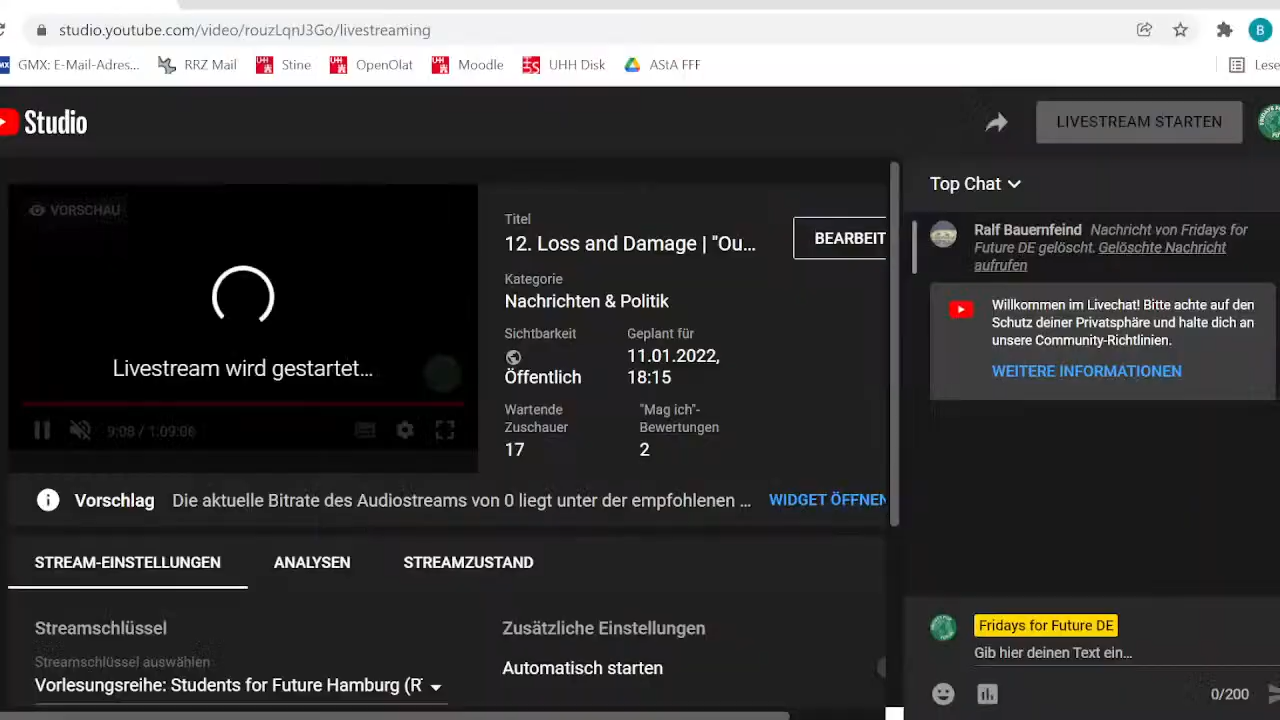 studio.youtube.com/video/rouzLqnJ3Go/livestreaming
B
GMX: E-Mail-Adres... RRZ Mail Stine OpenOlat Moodle UHH Disk AStA FFF Lese
Studio
LIVESTREAM STARTEN
VORSCHAU
Livestream wird gestartet...
9:08 / 1:09:06
Titel
12. Loss and Damage | "Ou...
BEARBEIT
Kategorie
Nachrichten & Politik
Sichtbarkeit
Öffentlich
Geplant für
11.01.2022,
18:15
Wartende
Zuschauer
17
"Mag ich"-
Bewertungen
2
Vorschlag Die aktuelle Bitrate des Audiostreams von 0 liegt unter der empfohlenen ... WIDGET ÖFFNEN
STREAM-EINSTELLUNGEN ANALYSEN STREAMZUSTAND
Streamschlüssel
Streamschlüssel auswählen
Vorlesungsreihe: Students for Future Hamburg (R
Zusätzliche Einstellungen
Automatisch starten
Top Chat
Ralf Bauernfeind Nachricht von Fridays for
Future DE gelöscht. Gelöschte Nachricht
aufrufen
Willkommen im Livechat! Bitte achte auf den
Schutz deiner Privatsphäre und halte dich an
unsere Community-Richtlinien.
WEITERE INFORMATIONEN
Fridays for Future DE
Gib hier deinen Text ein...
0/200